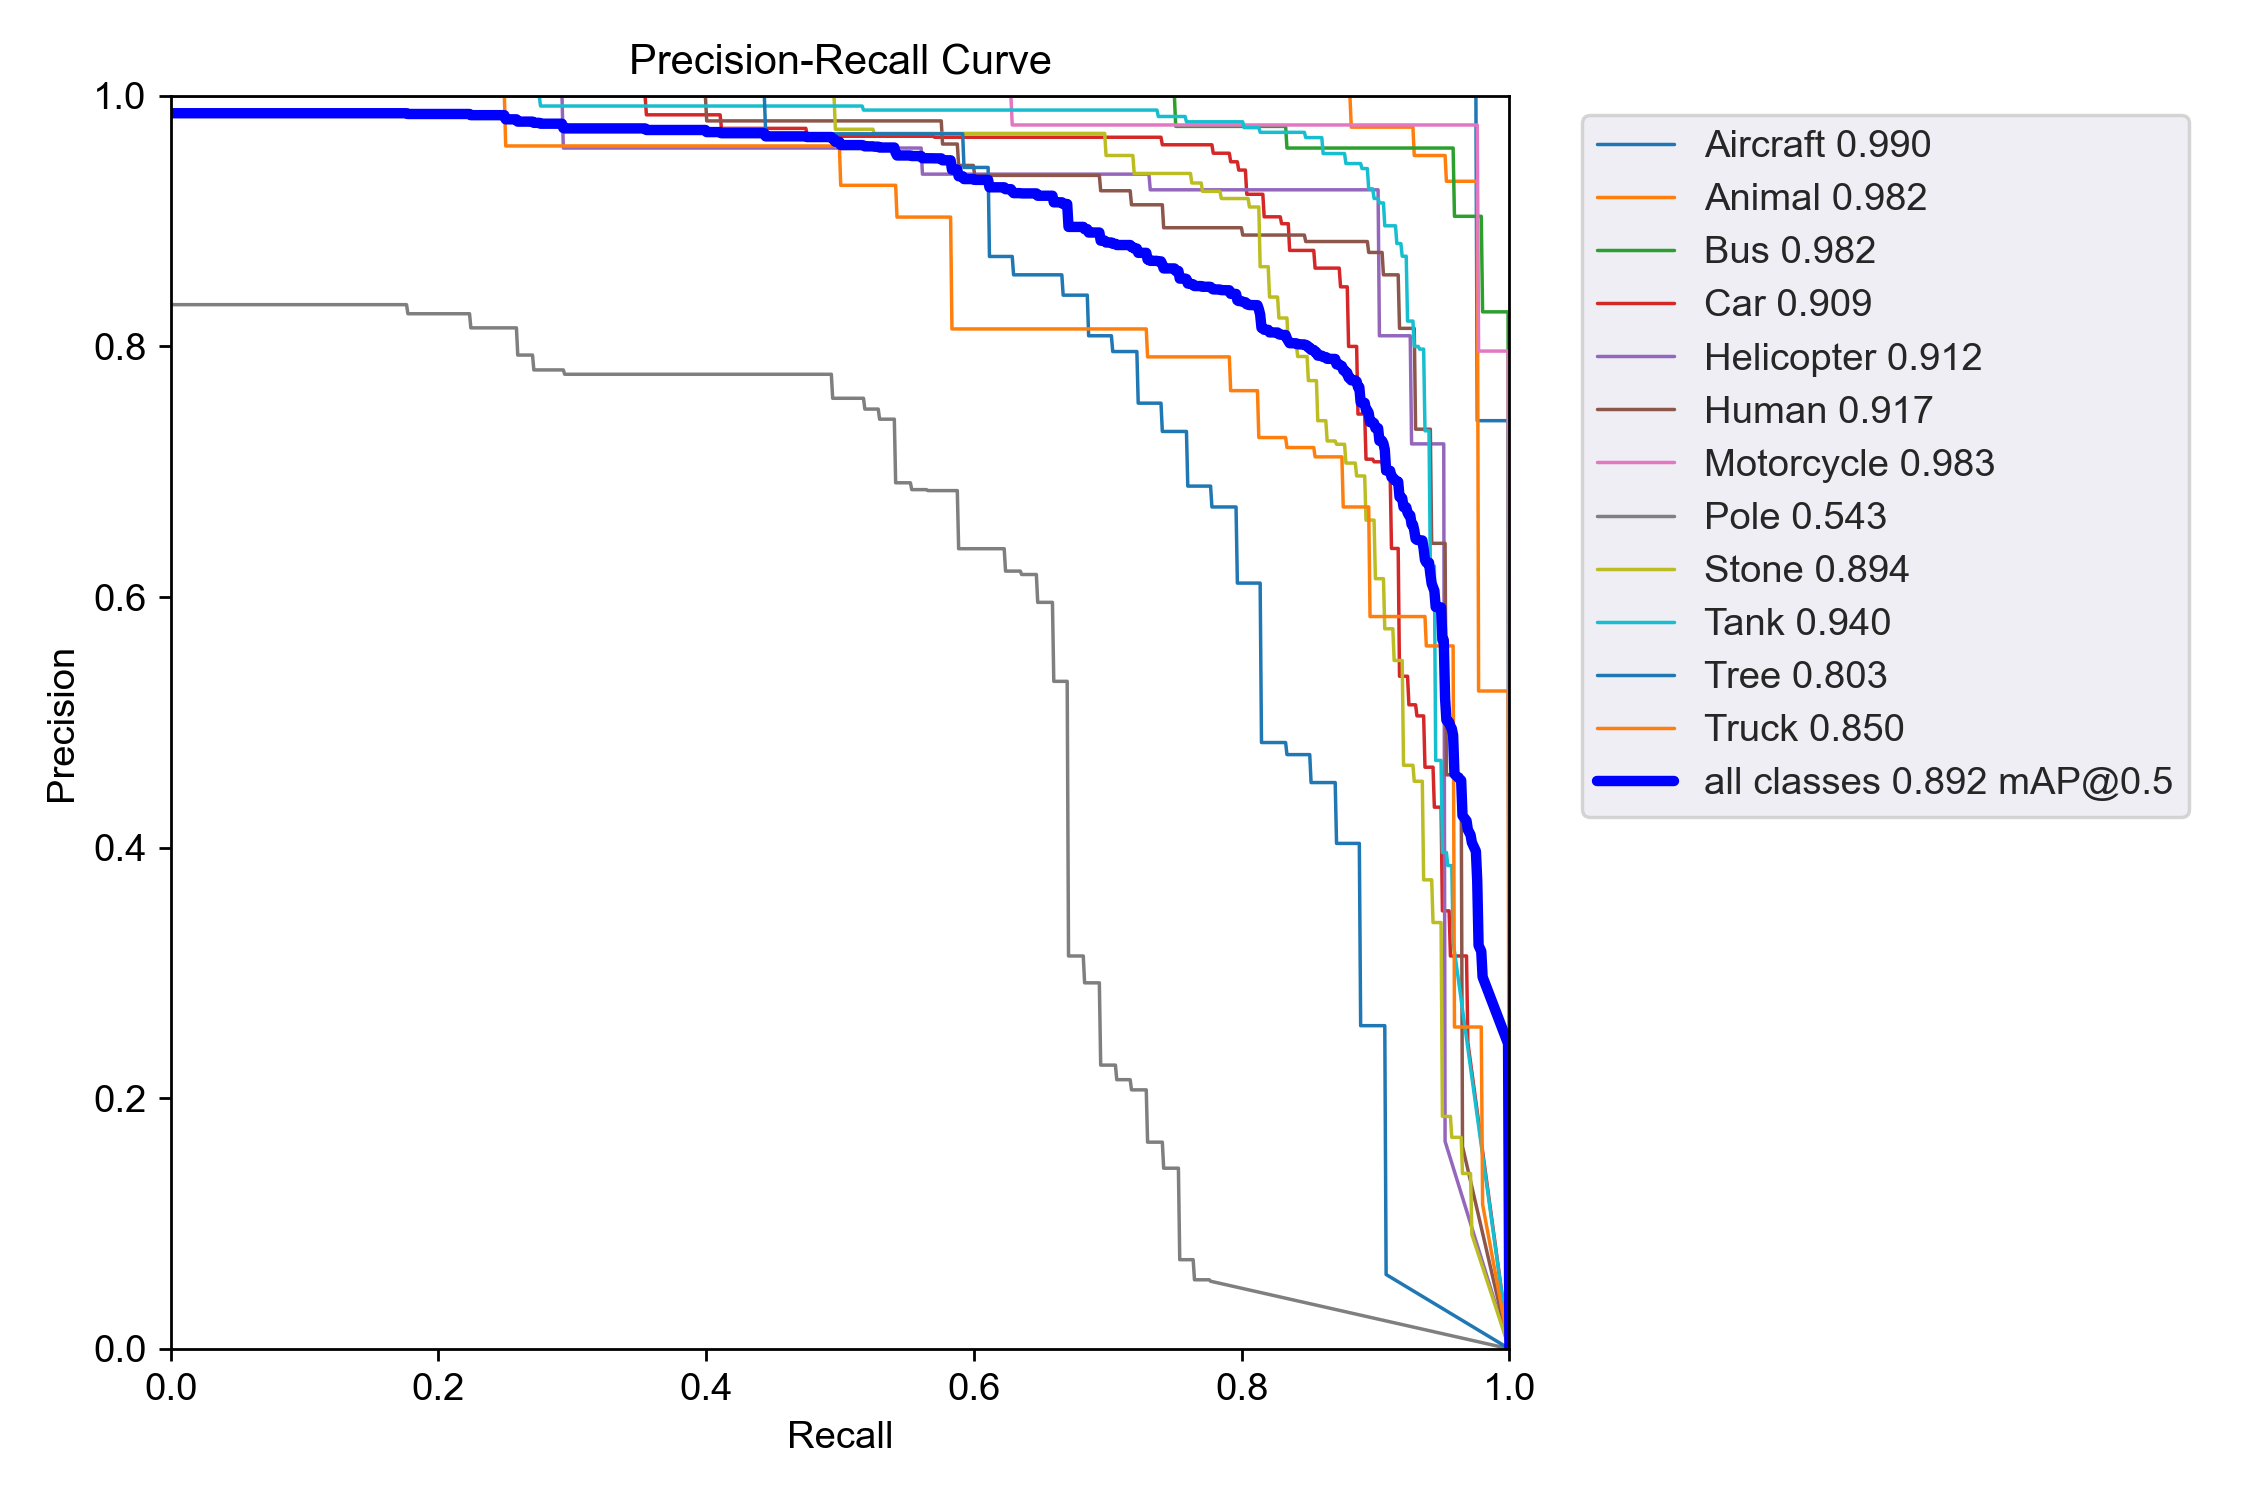 Precision-Recall Curve
1.0
0.8
0.6
0.4
0.2
0.0
Precision
0.0 0.2 0.4 0.6 0.8 1.0
Recall
Aircraft 0.990
Animal 0.982
Bus 0.982
Car 0.909
Helicopter 0.912
Human 0.917
Motorcycle 0.983
Pole 0.543
Stone 0.894
Tank 0.940
Tree 0.803
Truck 0.850
all classes 0.892 mAP@0.5